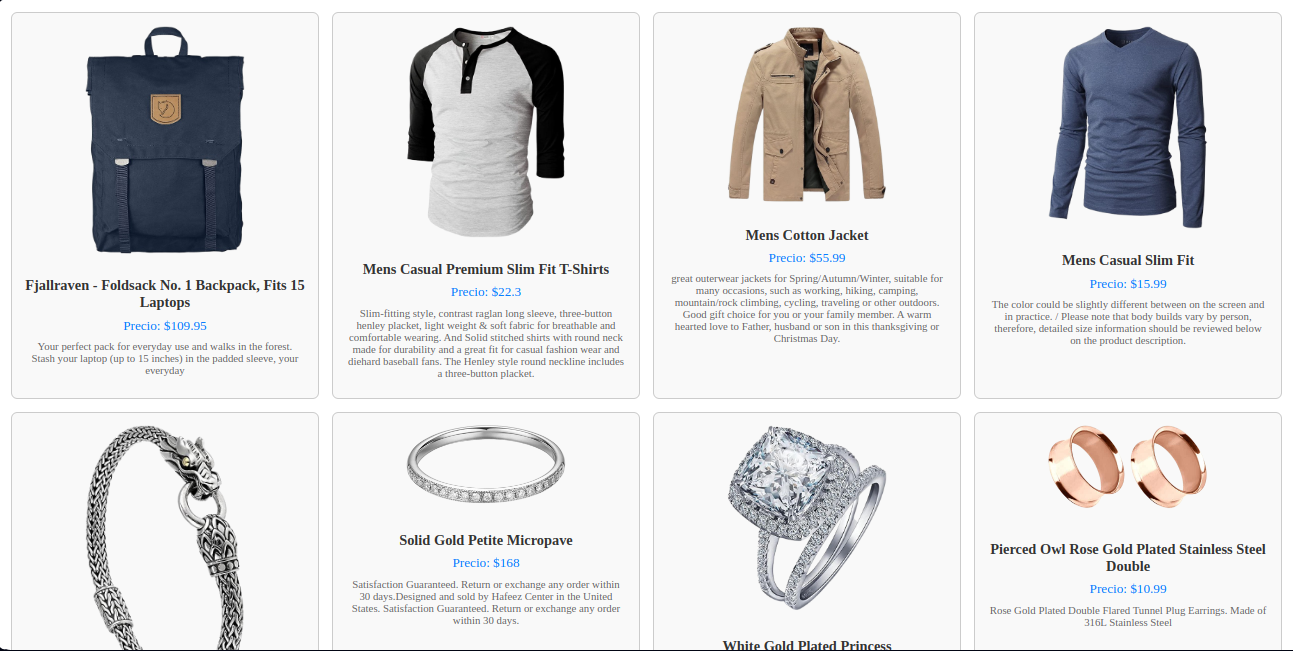 Fjallraven - Foldsack No. 1 Backpack, Fits 15
Laptops
Precio: $109.95
Your perfect pack for everyday use and walks in the forest.
Stash your laptop (up to 15 inches) in the padded sleeve, your
everyday
Mens Casual Premium Slim Fit T-Shirts
Precio: $22.3
Slim-fitting style, contrast raglan long sleeve, three-button
henley placket, light weight & soft fabric for breathable and
comfortable wearing. And Solid stitched shirts with round neck
made for durability and a great fit for casual fashion wear and
diehard baseball fans. The Henley style round neckline includes
a three-button placket.
Mens Cotton Jacket
Precio: $55.99
great outerwear jackets for Spring/Autumn/Winter, suitable for
many occasions, such as working, hiking, camping,
mountain/rock climbing, cycling, traveling or other outdoors.
Good gift choice for you or your family member. A warm
hearted love to Father, husband or son in this thanksgiving or
Christmas Day.
Mens Casual Slim Fit
Precio: $15.99
The color could be slightly different between on the screen and
in practice. / Please note that body builds vary by person,
therefore, detailed size information should be reviewed below
on the product description.
Solid Gold Petite Micropave
Precio: $168
Satisfaction Guaranteed. Return or exchange any order within
30 days.Designed and sold by Hafeez Center in the United
States. Satisfaction Guaranteed. Return or exchange any order
within 30 days.
White Gold Plated Princess
Pierced Owl Rose Gold Plated Stainless Steel
Double
Precio: $10.99
Rose Gold Plated Double Flared Tunnel Plug Earrings. Made of
316L Stainless Steel